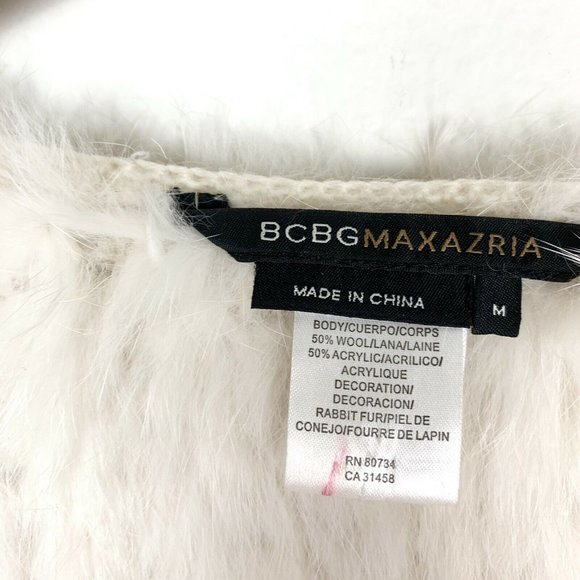 BCBGMAXAZRIA
MADE IN CHINA
M
BODY/CUERPO/CORPS
50% WOOL/LANA/LAINE
50% ACRYLIC/ACRILICO/
ACRYLIQUE
DECORATION/
DECORACION/
RABBIT FUR/PIEL DE
CONEJO/FOURRE DE LAPIN
RN 80734
CA 31458